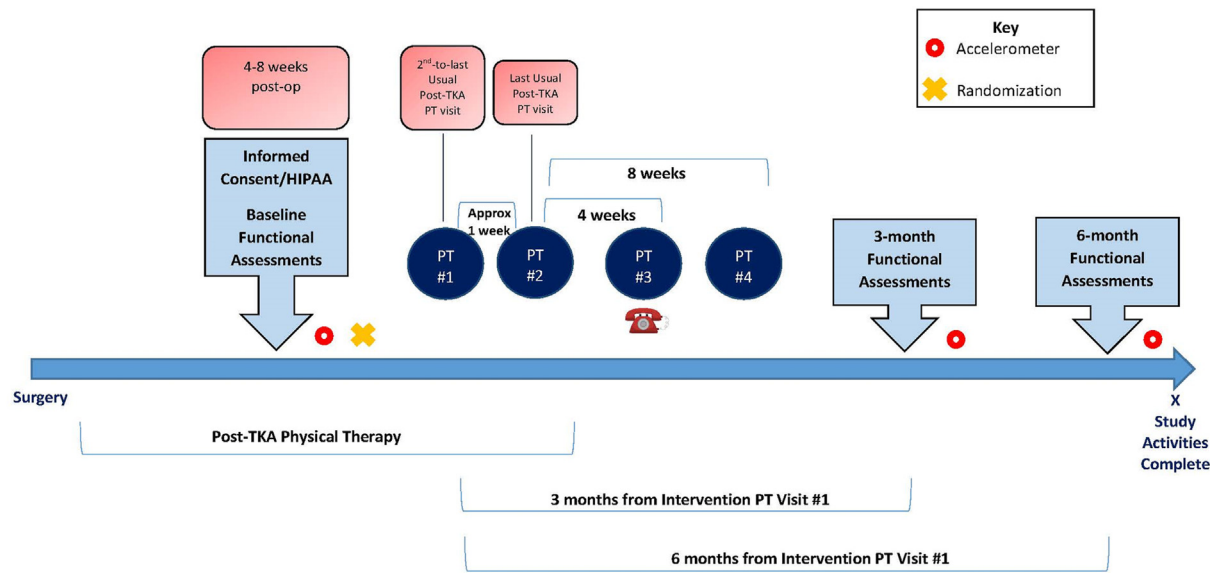 Key
Accelerometer
Randomization
4-8 weeks
post-op
2nd-to-last
Usual
Post-TKA
PT visit
Last Usual
Post-TKA
PT visit
Informed
Consent/HIPAA
Baseline
Functional
Assessments
8 weeks
Approx
1 week
4 weeks
PT
#1
PT
#2
PT
#3
PT
#4
3-month
Functional
Assessments
6-month
Functional
Assessments
Surgery
X
Study
Activities
Complete
Post-TKA Physical Therapy
3 months from Intervention PT Visit #1
6 months from Intervention PT Visit #1